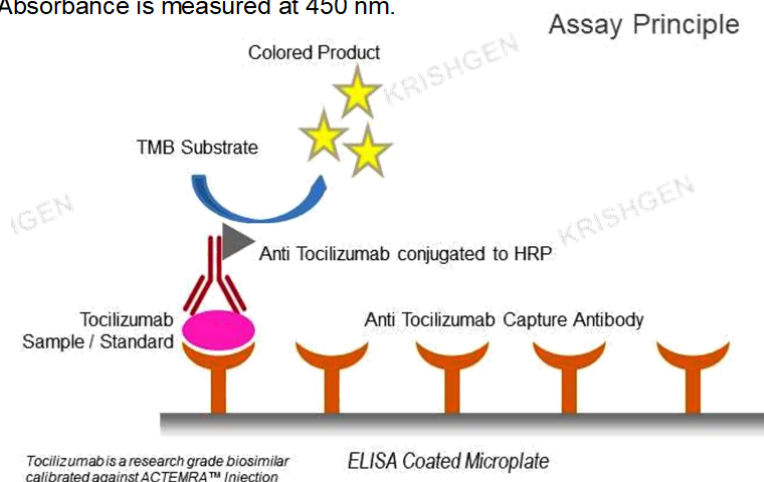 Absorbance is measured at 450 nm.
Assay Principle
Colored Product
KRISHGEN
TMB Substrate
KRISHGEN
Anti Tocilizumab conjugated to HRP
Tocilizumab
Sample / Standard
Anti Tocilizumab Capture Antibody
Tocilizumab is a research grade biosimilar
calibrated against ACTEMRA™ Injection
ELISA Coated Microplate